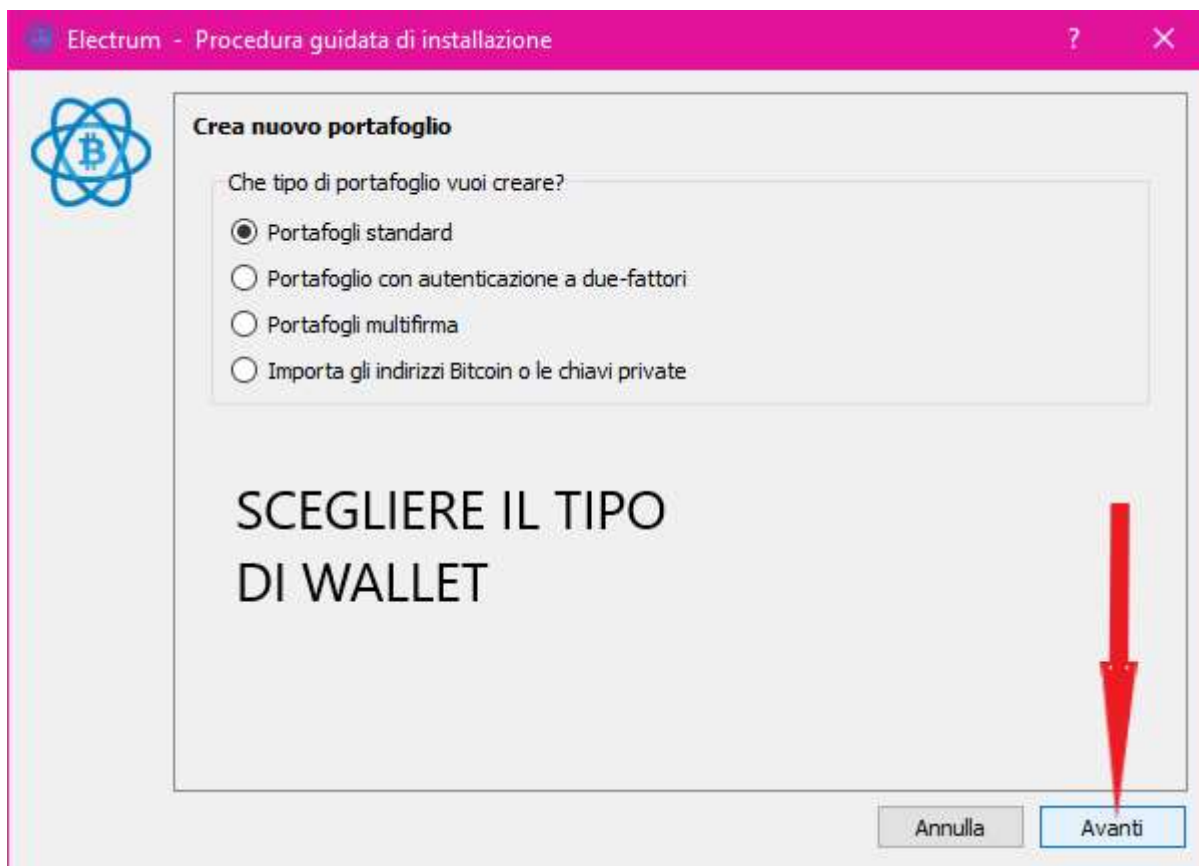 Electrum - Procedura guidata di installazione
Crea nuovo portafoglio
Che tipo di portafoglio vuoi creare?
Portafogli standard
Portafoglio con autenticazione a due-fattori
Portafogli multifirma
Importa gli indirizzi Bitcoin o le chiavi private
SCEGLIERE IL TIPO
DI WALLET
Annulla Avanti